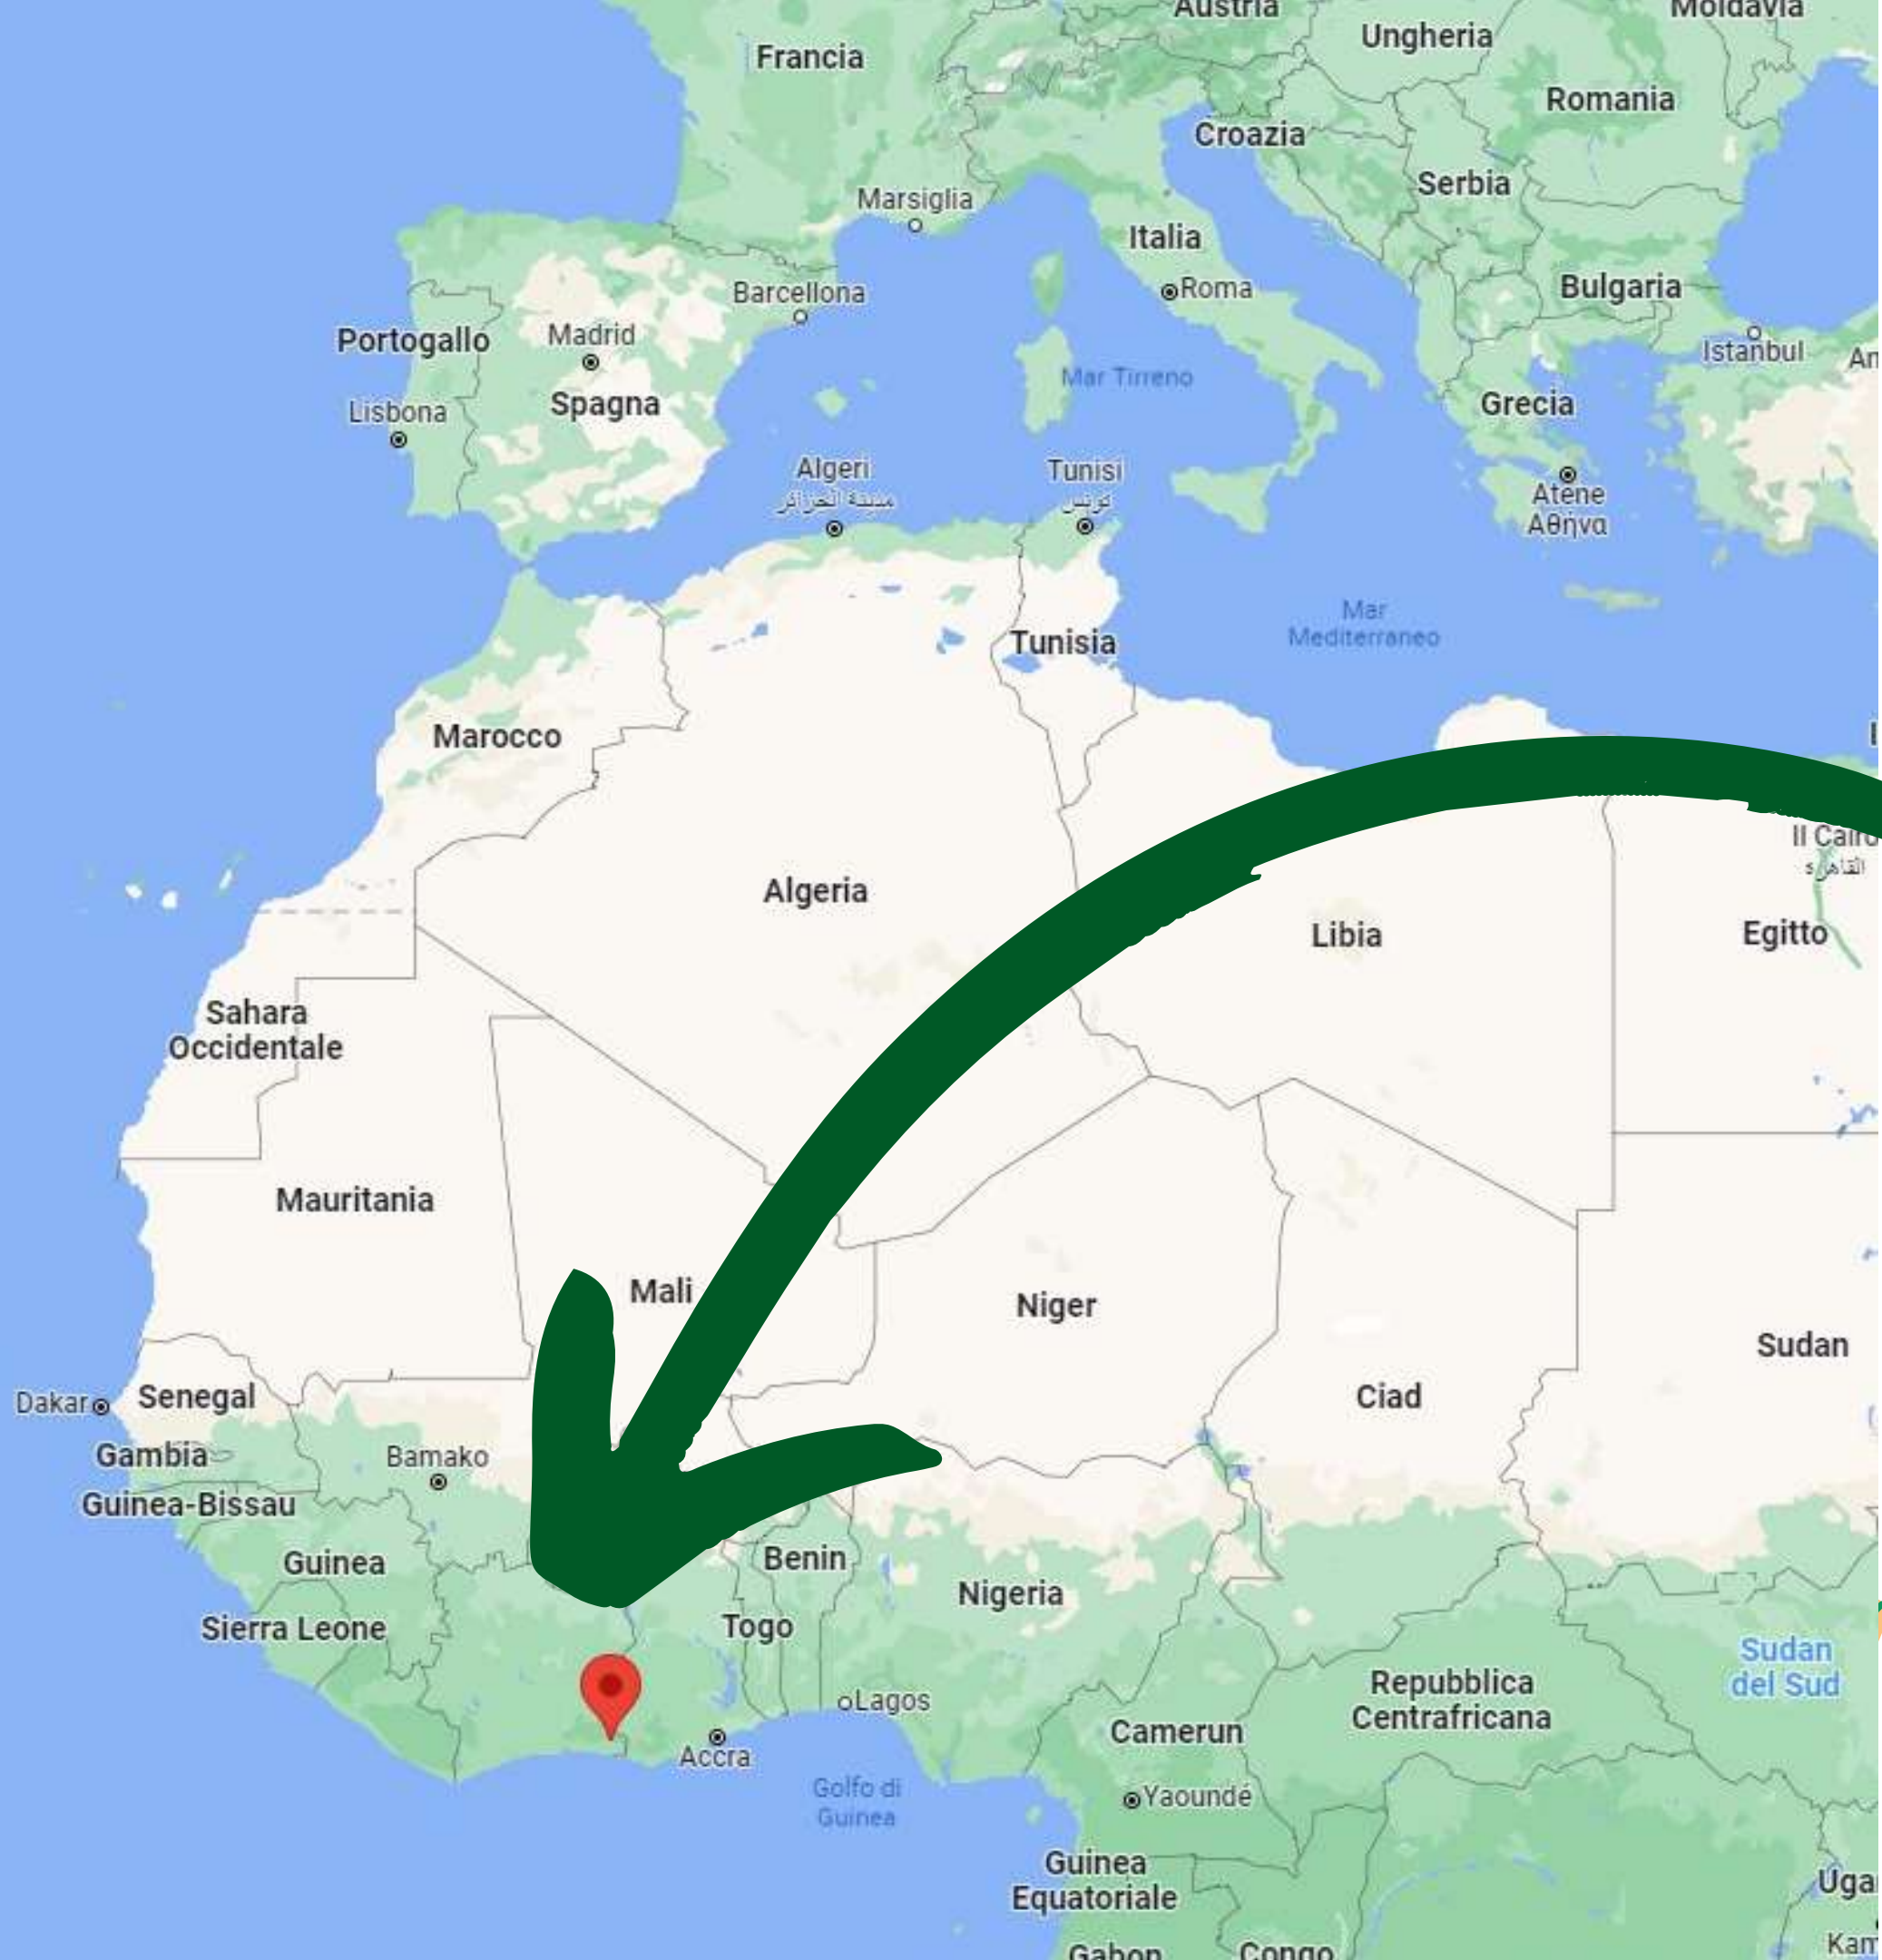 Austria
Moldavia
Ungheria
Francia
Romania
Croazia
Serbia
Marsiglia
Italia
Bulgaria
Roma
Barcellona
Portogallo
Madrid
Istanbul
An
Mar Tirreno
Spagna
Grecia
Lisbona
Algeri
مدينة الجزائر
Tunisi
تونس
Atene
Αθήνα
Mar
Mediterraneo
Tunisia
Marocco
Il Cairo
القاهرة
Algeria
Libia
Egitto
Sahara
Occidentale
Mauritania
Mali
Niger
Sudan
Senegal
Dakar
Ciad
Gambia
Bamako
Guinea-Bissau
Guinea
Benin
Nigeria
Sierra Leone
Togo
Sudan
del Sud
Repubblica
Centrafricana
Lagos
Camerun
Accra
Golfo di
Guinea
Yaoundé
Guinea
Equatoriale
Uga
Gabon
Congo
Kam